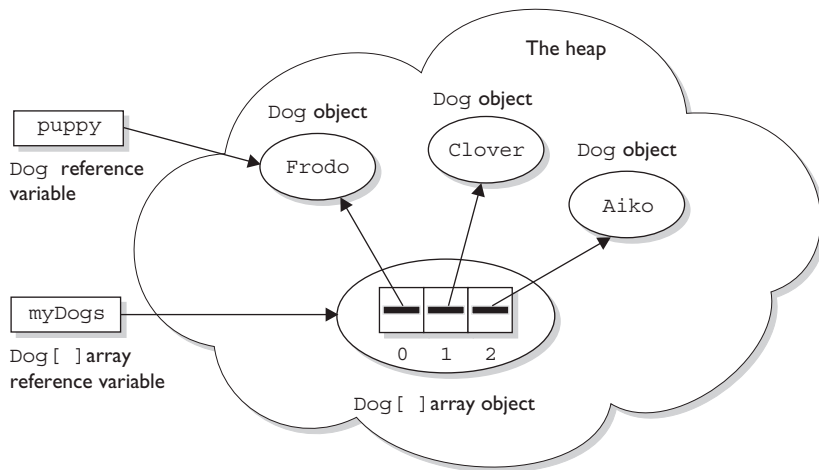 The heap
Dog object
Dog object
Dog object
puppy
Frodo
Clover
Aiko
Dog reference
variable
myDogs
0 1 2
Dog[ ] array
reference variable
Dog[ ] array object